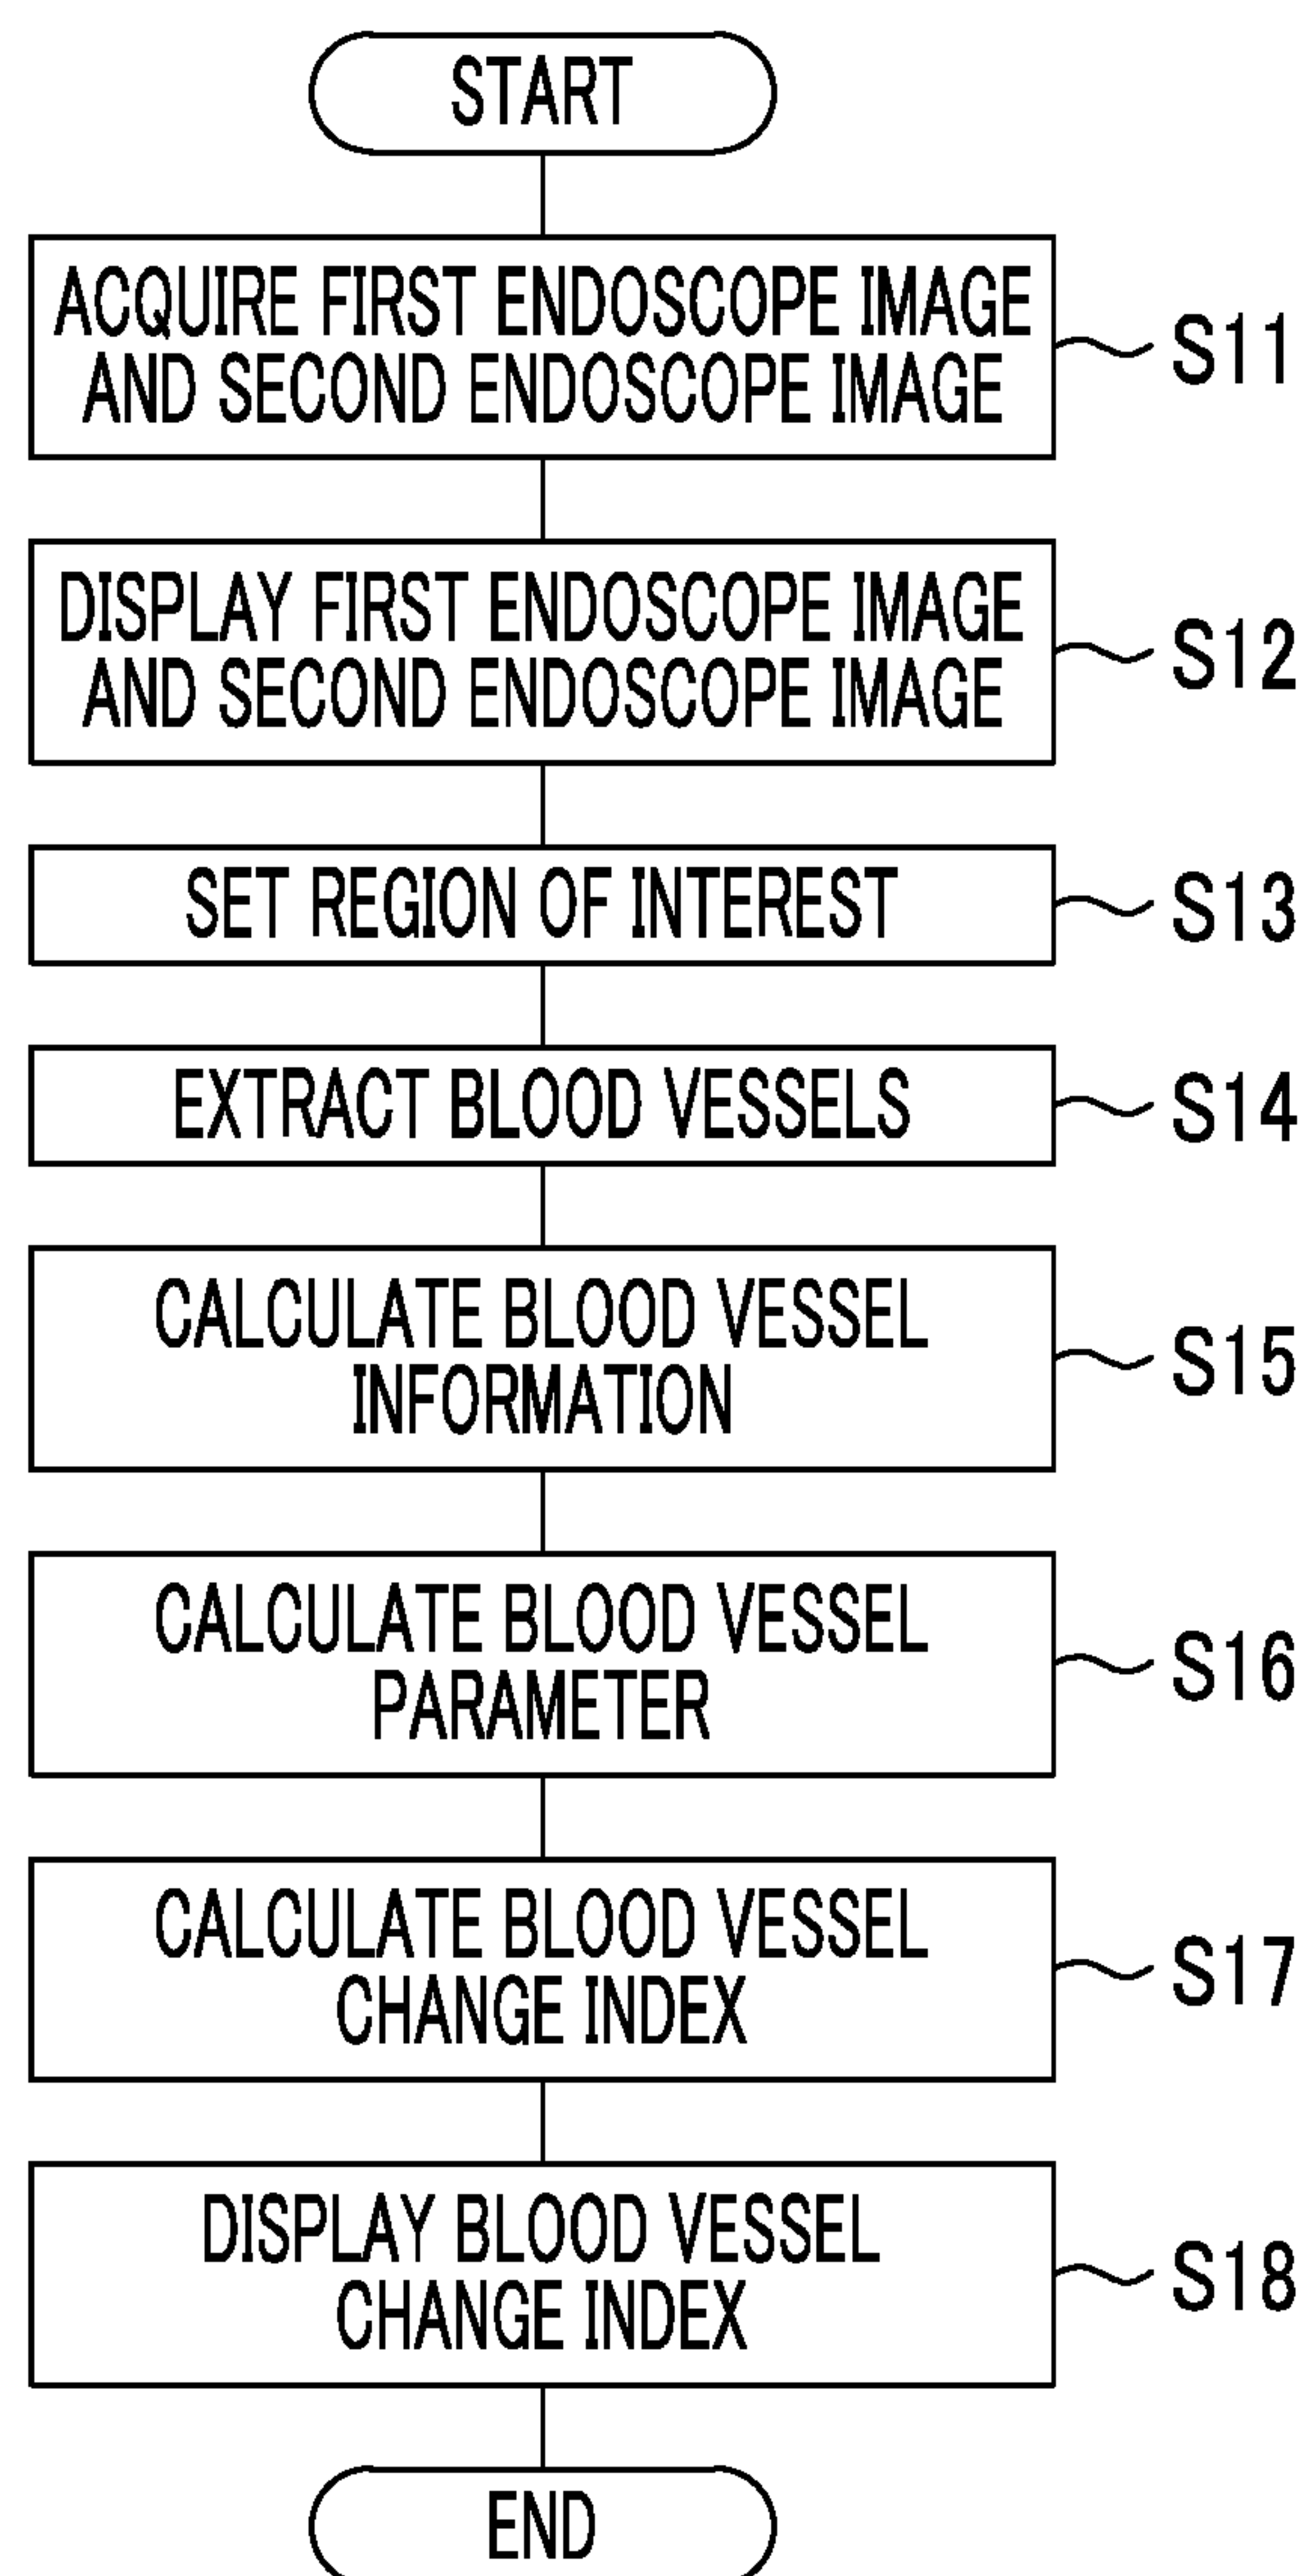 START
ACQUIRE FIRST ENDOSCOPE IMAGE
AND SECOND ENDOSCOPE IMAGE
S11
DISPLAY FIRST ENDOSCOPE IMAGE
AND SECOND ENDOSCOPE IMAGE
S12
SET REGION OF INTEREST
S13
EXTRACT BLOOD VESSELS
S14
CALCULATE BLOOD VESSEL
INFORMATION
S15
CALCULATE BLOOD VESSEL
PARAMETER
S16
CALCULATE BLOOD VESSEL
CHANGE INDEX
S17
DISPLAY BLOOD VESSEL
CHANGE INDEX
S18
END